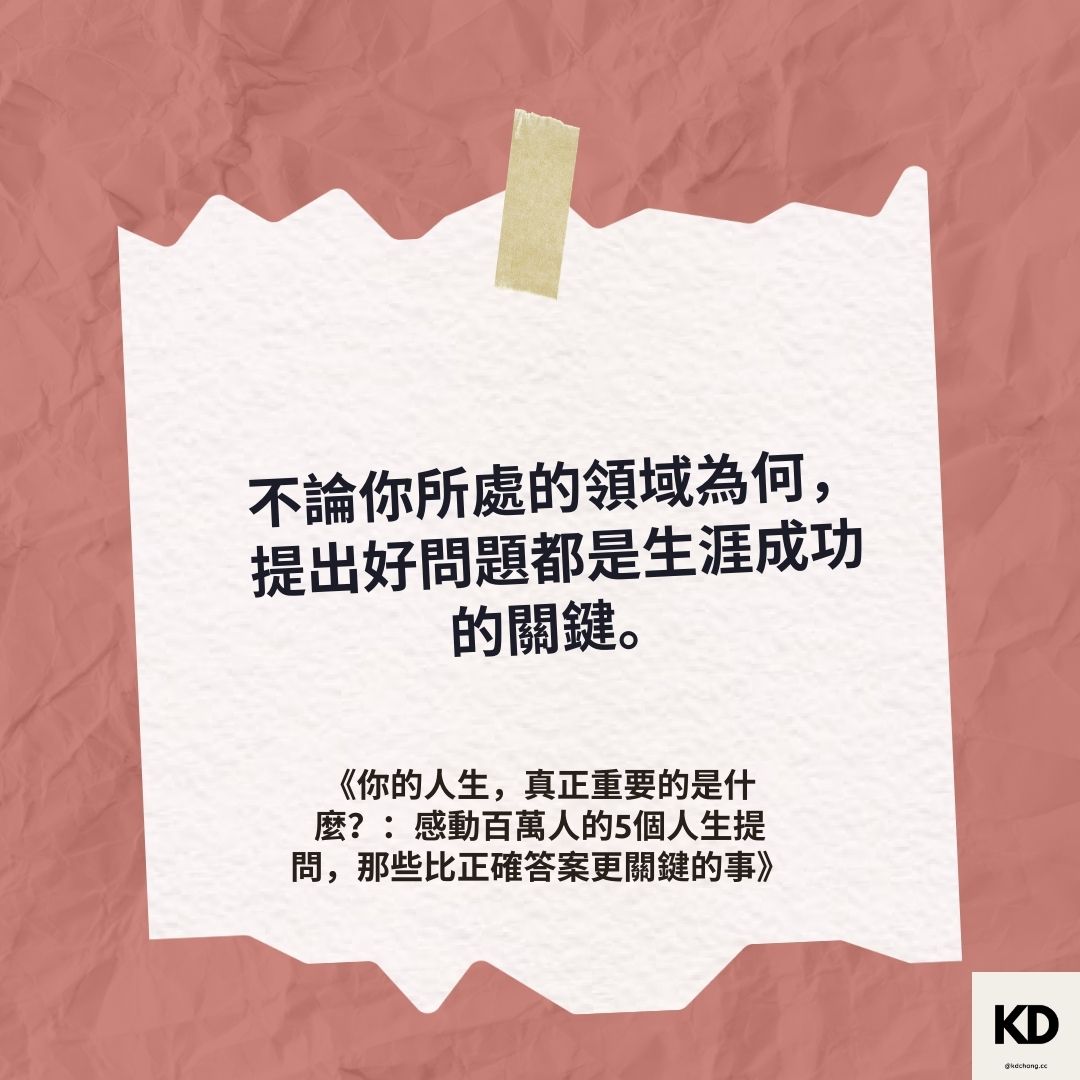 不論你所處的領域為何，
提出好問題都是生涯成功
的關鍵。
《你的人生，真正重要的是什
麼？：感動百萬人的5個人生提
問，那些比正確答案更關鍵的事》
KD
@kdchang.cc